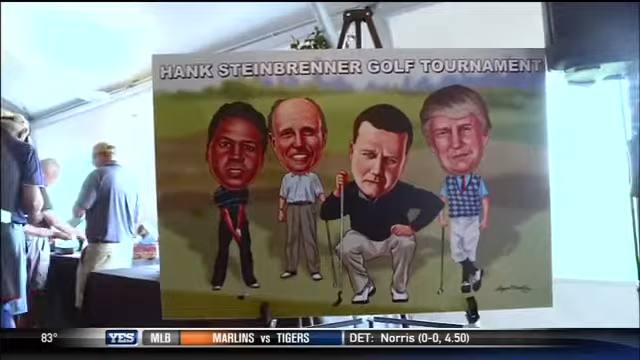 HANK STEINBRENNER GOLF TOURNAMENT
83° YES MLB MARLINS vs TIGERS DET: Norris (0-0, 4.50)